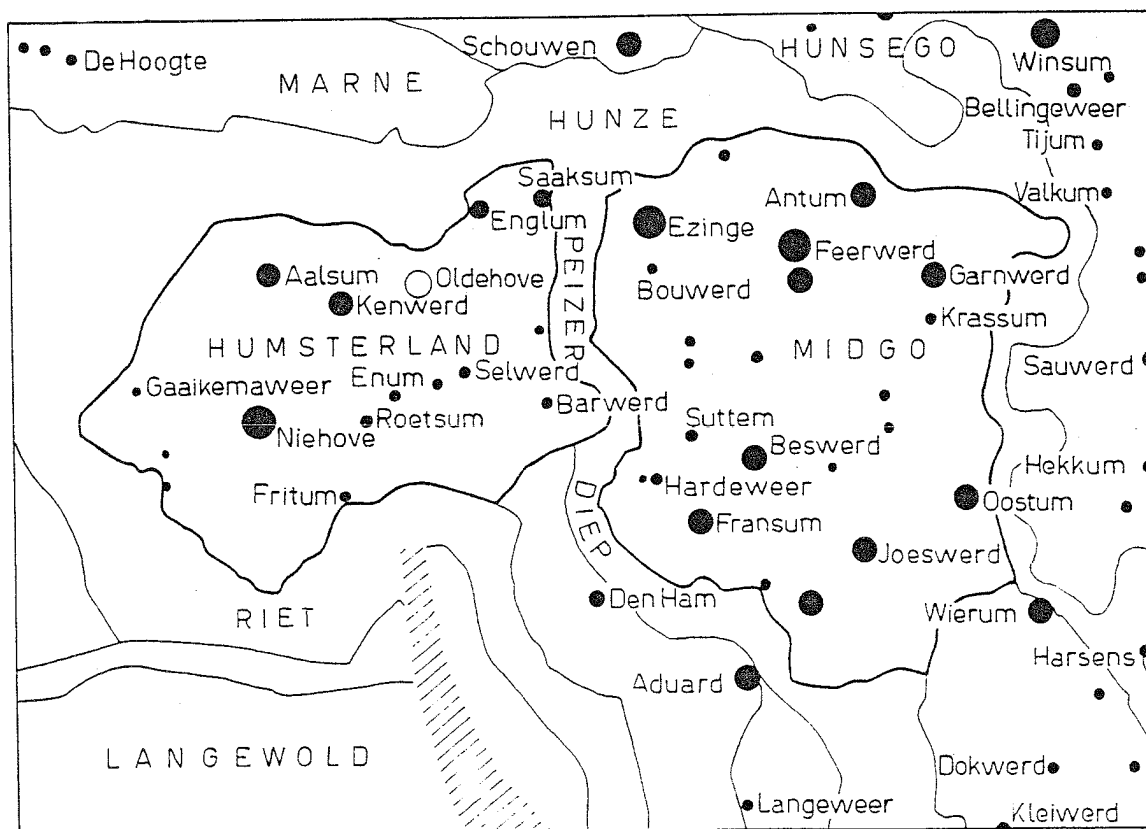 Schouwen
HUNSEGO
Winsum
De Hoogte
MARNE
Bellingeweer
HUNZE
Tijum
Saaksum
Antum
Valkum
Englum
Ezinge
PEIZER
Feerwerd
Aalsum
Oldehove
Bouwerd
Garnwerd
Kenwerd
Krassum
HUMSTERLAND
MIDGO
Sauwerd
Gaaikemaweer
Enum
Selwerd
Barwerd
Roetsum
Suttem
Niehove
Beswerd
Hekkum
Fritum
DIEP
Hardeweer
Oostum
Fransum
Joeswerd
RIET
Den Ham
Wierum
Harsens
Aduard
LANGEWOLD
Dokwerd
Langeweer
Kleiwerd